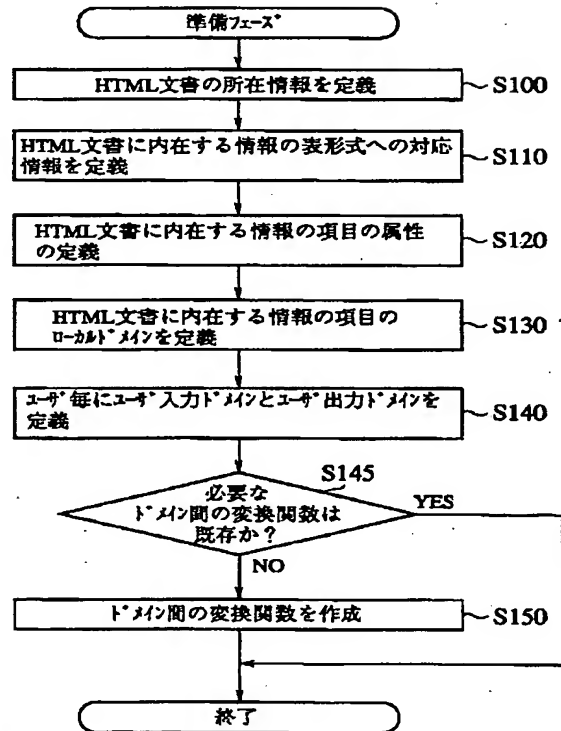 準備フェーズ
HTML文書の所在情報を定義
S100
HTML文書に内在する情報の表形式への対応
情報を定義
S110
HTML文書に内在する情報の項目の属性
の定義
S120
HTML文書に内在する情報の項目の
ローカルドメインを定義
S130
ユーザ毎にユーザ入力ドメインとユーザ出力ドメインを
定義
S140
S145
必要な
ドメイン間の変換関数は
既存か?
YES
NO
ドメイン間の変換関数を作成
S150
終了